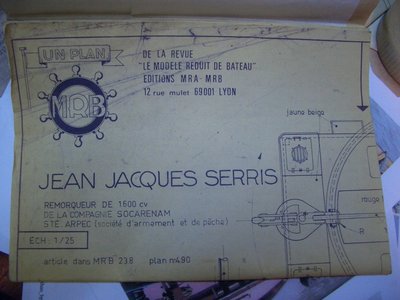 UN PLAN
MRB
DE LA REVUE
"LE MODELE REDUIT DE BATEAU"
EDITIONS MRA-MRB
12 rue mulet 69001 LYON
jaune beige
JEAN JACQUES SERRIS
REMORQUEUR DE 1600 cv
DE LA COMPAGNIE SOCARENAM
STE. ARPEC (société d'armement et de pêche)
rouge
R
ECH: 1/25
article dans MRB 238 plan n°490